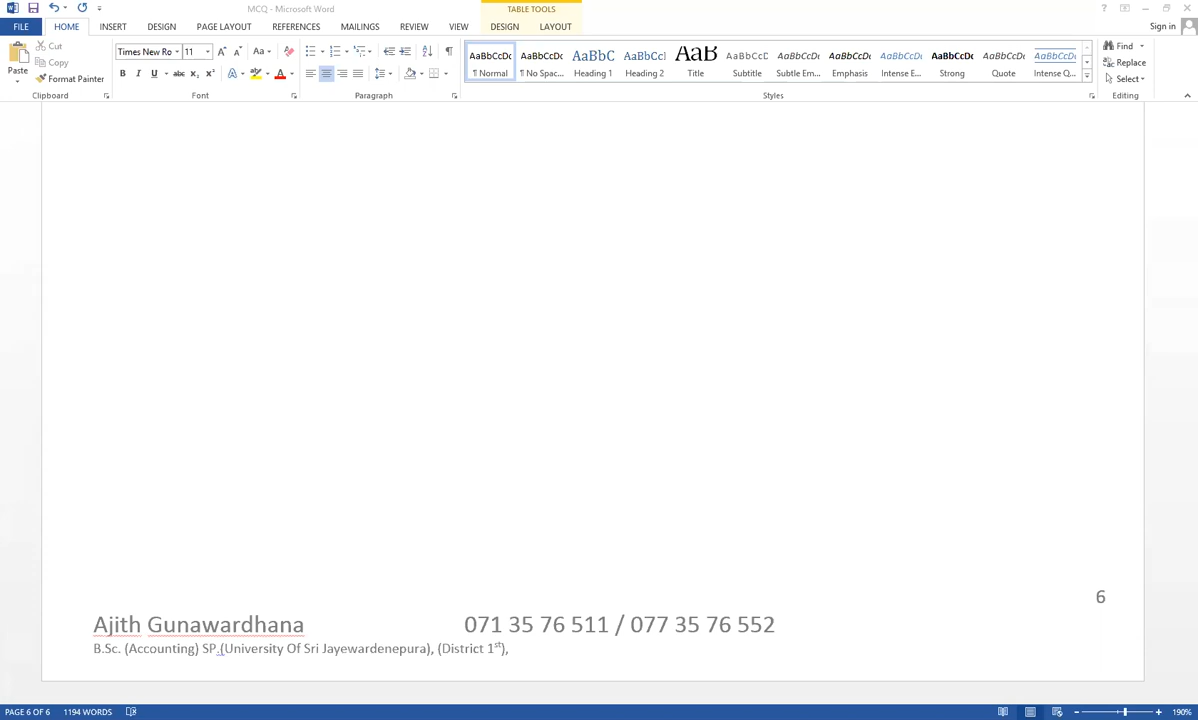 MCQ - Microsoft Word
TABLE TOOLS
FILE HOME INSERT DESIGN PAGE LAYOUT REFERENCES MAILINGS REVIEW VIEW DESIGN LAYOUT
Sign in
Paste
Cut
Copy
Format Painter
Clipboard
Times New Ro 11
Font
Paragraph
AaBbCcDc AaBbCcDc AaBbC AaBbCcI AaB AaBbCcD AaBbCcDc AaBbCcDc AaBbCcDc AaBbCcDc AaBbCcDc AaBbCcDc
¶ Normal ¶ No Spac... Heading 1 Heading 2 Title Subtitle Subtle Em... Emphasis Intense E... Strong Quote Intense Q...
Styles
Find
Replace
Select
Editing
6
Ajith Gunawardhana 071 35 76 511 / 077 35 76 552
B.Sc. (Accounting) SP.(University Of Sri Jayewardenepura), (District 1st),
PAGE 6 OF 6 1194 WORDS 190%